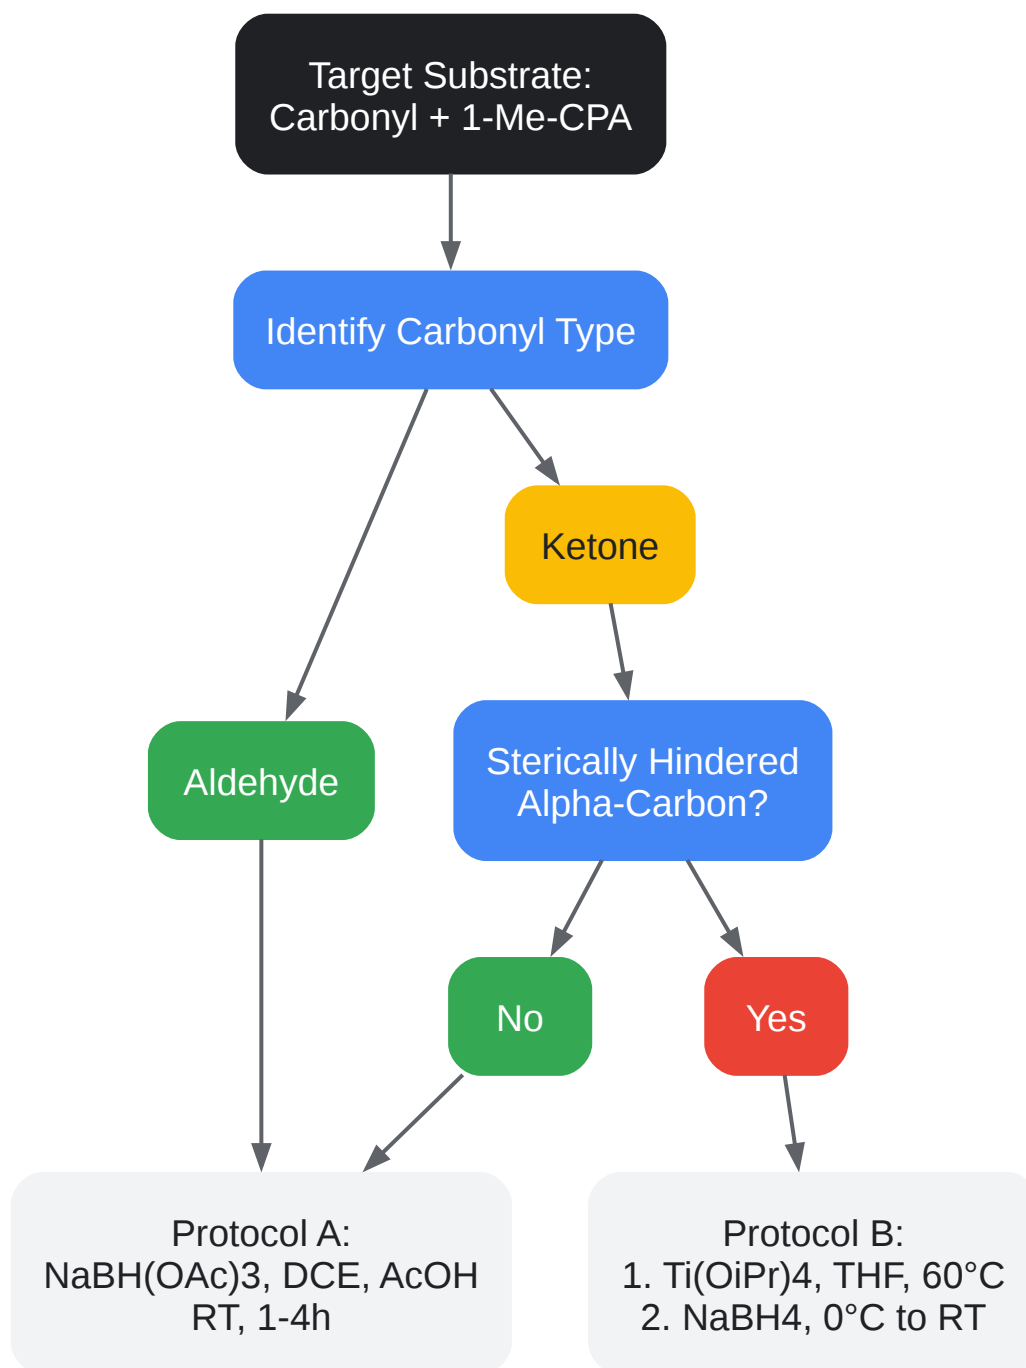 Target Substrate:
Carbonyl + 1-Me-CPA
Identify Carbonyl Type
Ketone
Aldehyde
Sterically Hindered
Alpha-Carbon?
No
Yes
Protocol A:
NaBH(OAc)3, DCE, AcOH
RT, 1-4h
Protocol B:
1. Ti(OiPr)4, THF, 60°C
2. NaBH4, 0°C to RT